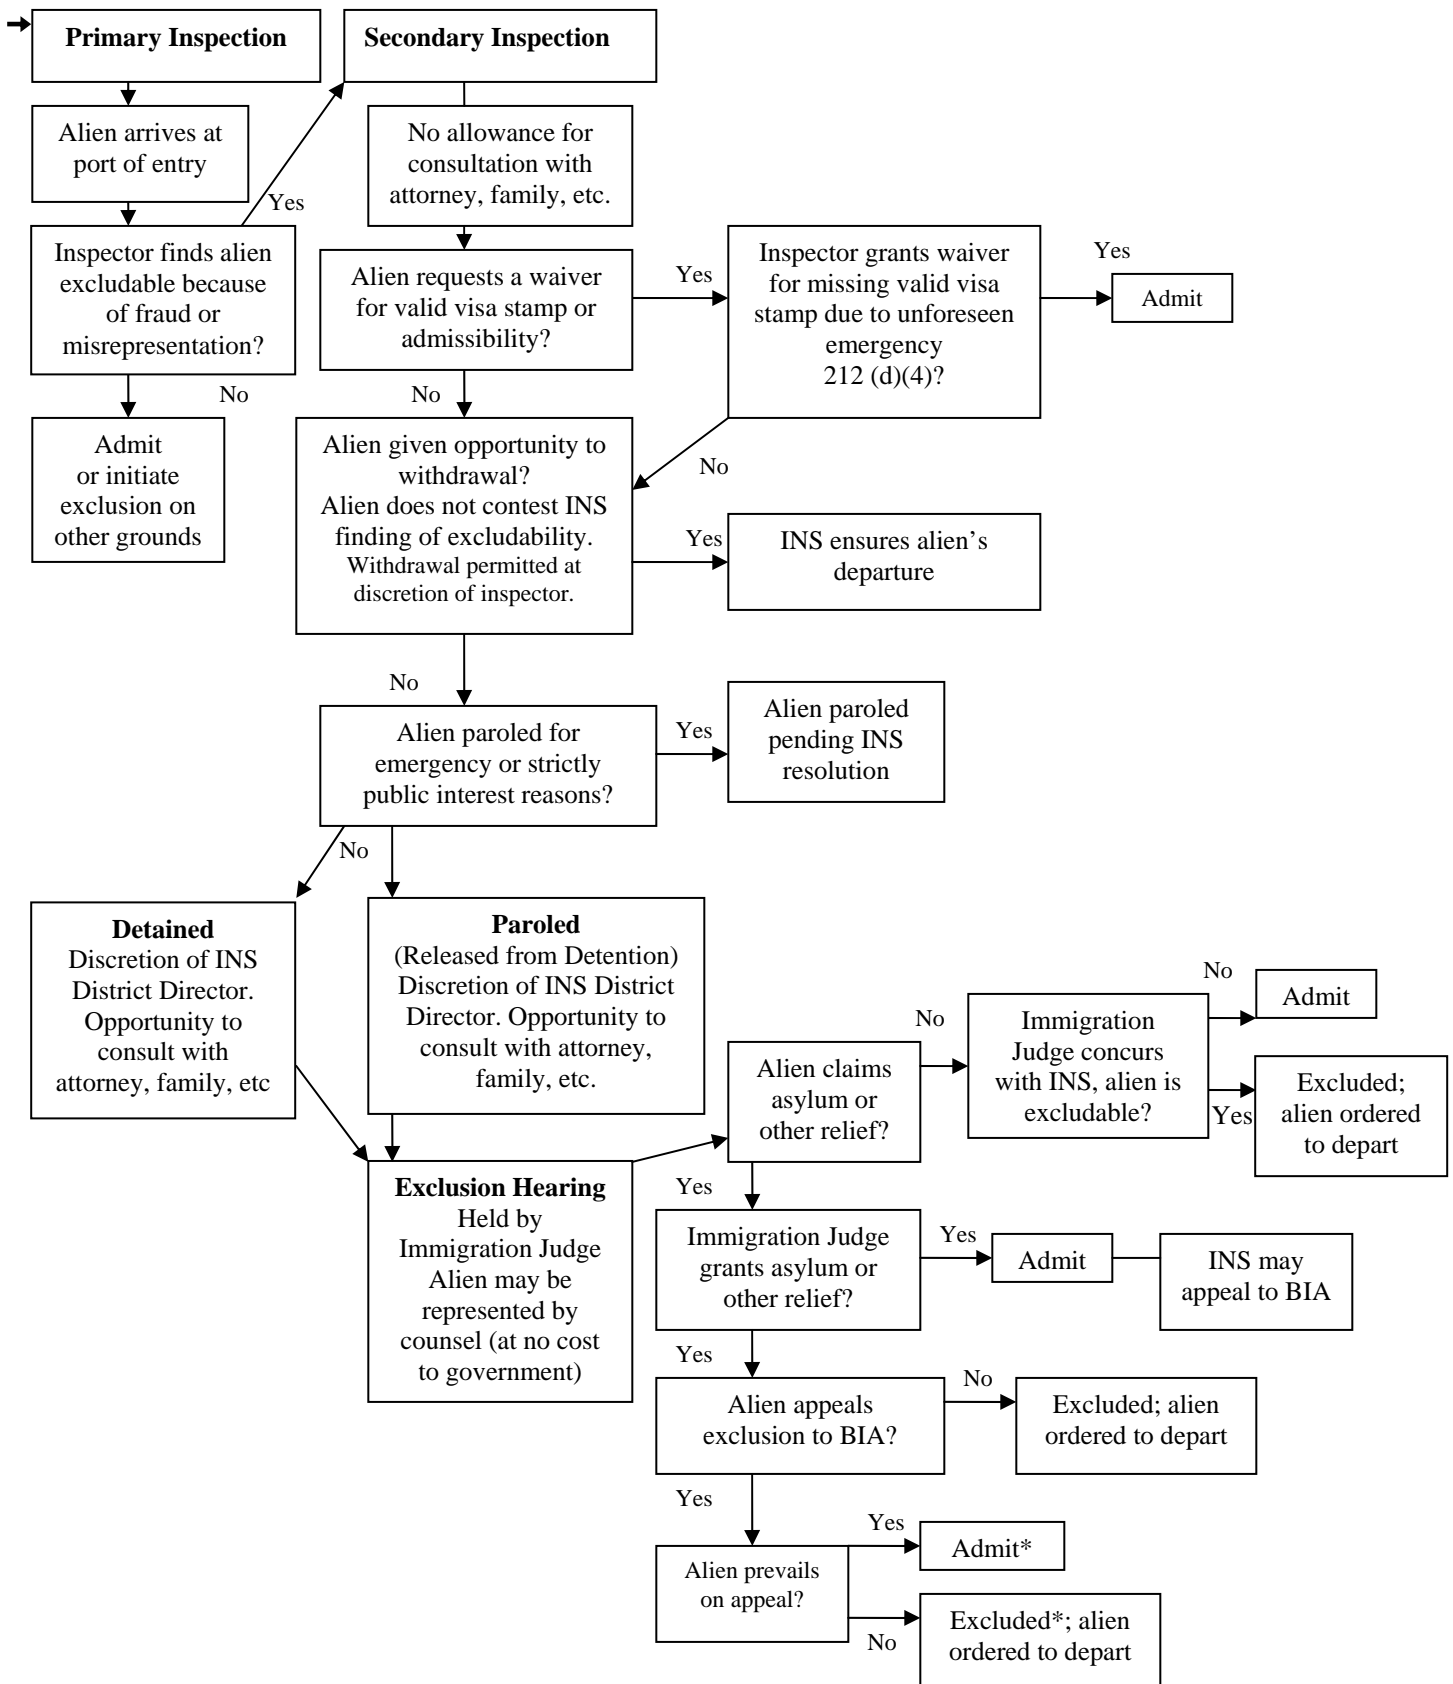 Primary Inspection
Secondary Inspection
Alien arrives at
port of entry
No allowance for
consultation with
attorney, family, etc.
Yes
Inspector finds alien
excludable because
of fraud or
misrepresentation?
Alien requests a waiver
for valid visa stamp or
admissibility?
Yes
Inspector grants waiver
for missing valid visa
stamp due to unforeseen
emergency
212 (d)(4)?
Yes
Admit
No
No
No
Admit
or initiate
exclusion on
other grounds
Alien given opportunity to
withdrawal?
Alien does not contest INS
finding of excludability.
Withdrawal permitted at
discretion of inspector.
Yes
INS ensures alien’s
departure
No
Alien paroled for
emergency or strictly
public interest reasons?
Yes
Alien paroled
pending INS
resolution
No
Detained
Discretion of INS
District Director.
Opportunity to
consult with
attorney, family, etc
Paroled
(Released from Detention)
Discretion of INS District
Director. Opportunity to
consult with attorney,
family, etc.
Exclusion Hearing
Held by
Immigration Judge
Alien may be
represented by
counsel (at no cost
to government)
Alien claims
asylum or
other relief?
No
Immigration
Judge concurs
with INS, alien is
excludable?
No
Admit
Yes
Excluded;
alien ordered
to depart
Yes
Immigration Judge
grants asylum or
other relief?
Yes
Admit
INS may
appeal to BIA
Yes
Alien appeals
exclusion to BIA?
No
Excluded; alien
ordered to depart
Yes
Alien prevails
on appeal?
Yes
Admit*
No
Excluded*; alien
ordered to depart